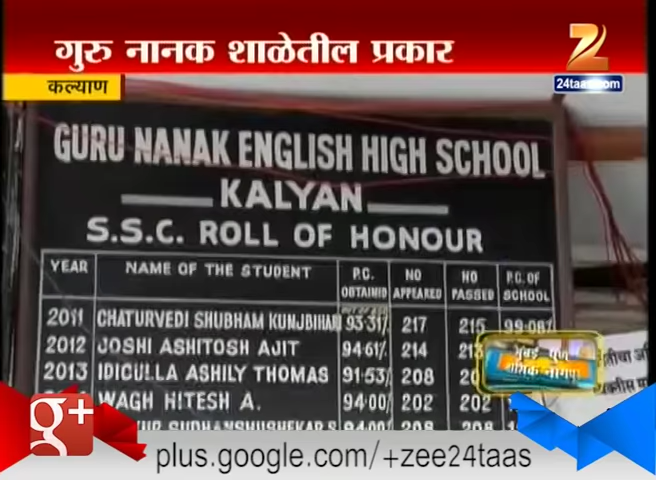 गुरु नानक शाळेतील प्रकार
24taas.com
कल्याण
GURU NANAK ENGLISH HIGH SCHOOL
KALYAN
S.S.C. ROLL OF HONOUR
YEAR NAME OF THE STUDENT P.C. OBTAINED NO APPEARED NO PASSED P.C. OF SCHOOL
2011 CHATURVEDI SHUBHAM KUNJBIHARI 93.31% 217 215 99.08%
2012 JOSHI ASHITOSH AJIT 94.61% 214
2013 IDICULLA ASHILY THOMAS 91.53% 208
WAGH HITESH A. 94.00% 202 202
मुंबई पुणे
नाशिक नागपूर
g+
plus.google.com/+zee24taas